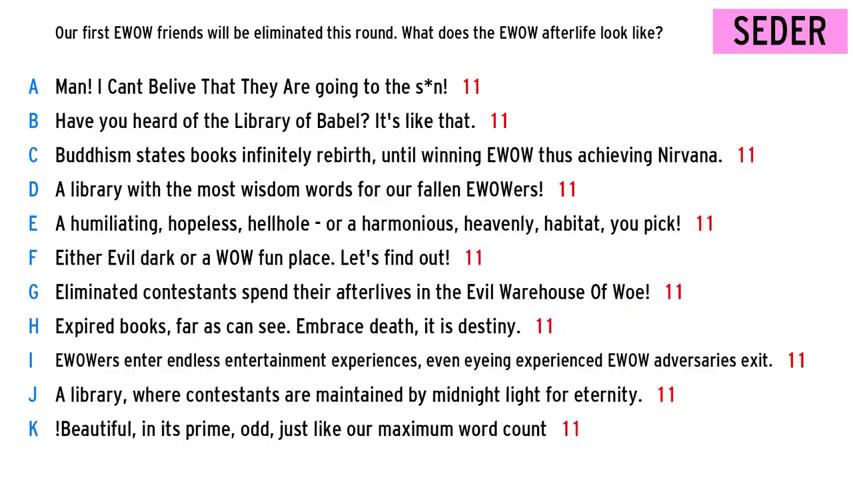 Our first EWOW friends will be eliminated this round. What does the EWOW afterlife look like?
SEDER
A Man! I Cant Belive That They Are going to the s*n! 11
B Have you heard of the Library of Babel? It's like that. 11
C Buddhism states books infinitely rebirth, until winning EWOW thus achieving Nirvana. 11
D A library with the most wisdom words for our fallen EWOWers! 11
E A humiliating, hopeless, hellhole - or a harmonious, heavenly, habitat, you pick! 11
F Either Evil dark or a WOW fun place. Let's find out! 11
G Eliminated contestants spend their afterlives in the Evil Warehouse Of Woe! 11
H Expired books, far as can see. Embrace death, it is destiny. 11
I EWOWers enter endless entertainment experiences, even eyeing experienced EWOW adversaries exit. 11
J A library, where contestants are maintained by midnight light for eternity. 11
K !Beautiful, in its prime, odd, just like our maximum word count 11